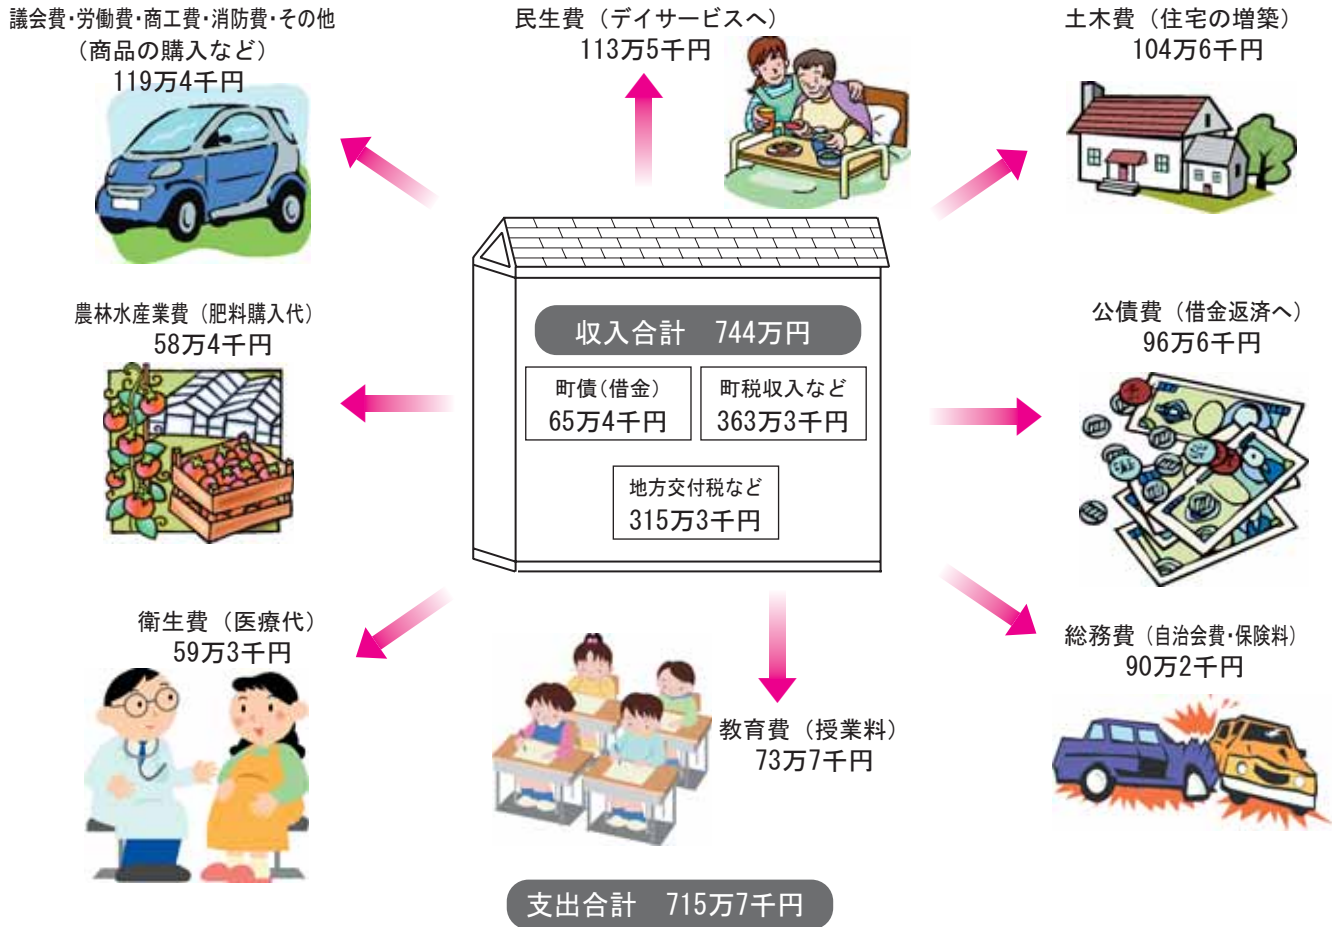 議会費・労働費・商工費・消防費・その他
（商品の購入など）
119万4千円
民生費（デイサービスへ）
113万5千円
土木費（住宅の増築）
104万6千円
農林水産業費（肥料購入代）
58万4千円
収入合計　744万円
町債（借金）
65万4千円
町税収入など
363万3千円
地方交付税など
315万3千円
公債費（借金返済へ）
96万6千円
衛生費（医療代）
59万3千円
教育費（授業料）
73万7千円
総務費（自治会費・保険料）
90万2千円
支出合計　715万7千円